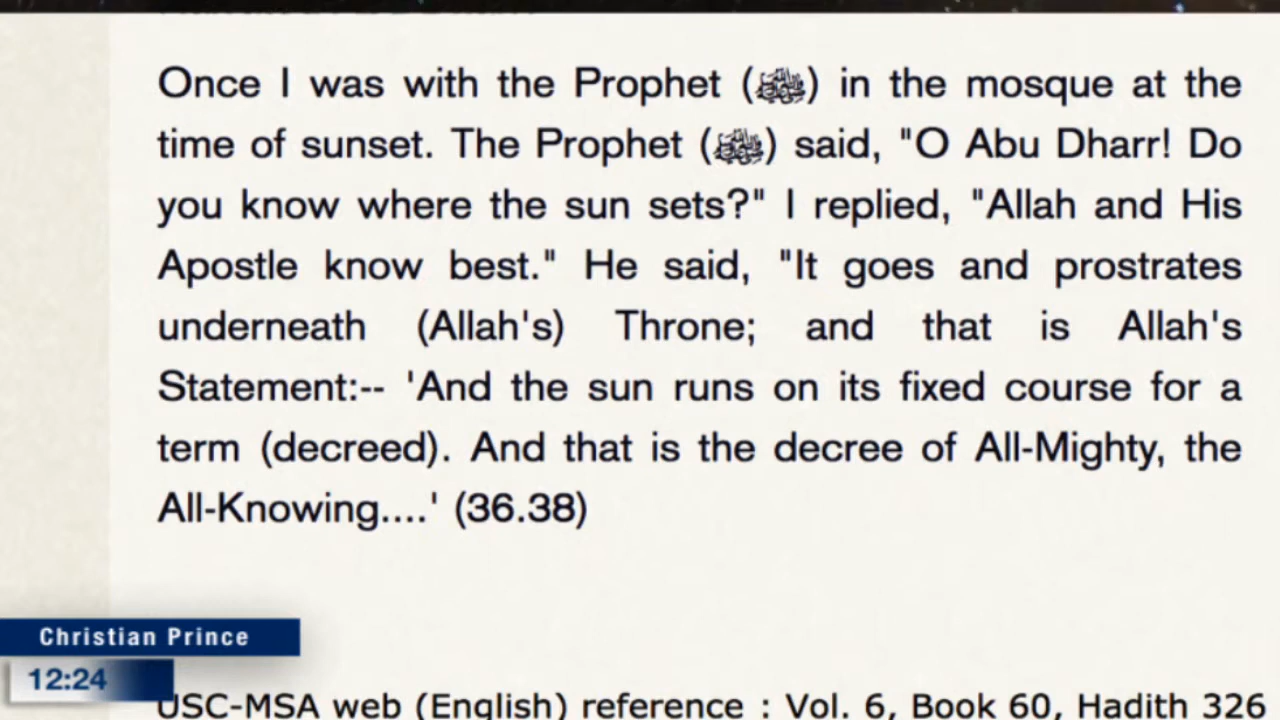 Once I was with the Prophet (ﷺ) in the mosque at the
time of sunset. The Prophet (ﷺ) said, "O Abu Dharr! Do
you know where the sun sets?" I replied, "Allah and His
Apostle know best." He said, "It goes and prostrates
underneath (Allah's) Throne; and that is Allah's
Statement:-- 'And the sun runs on its fixed course for a
term (decreed). And that is the decree of All-Mighty, the
All-Knowing....' (36.38)
Christian Prince
12:24
USC-MSA web (English) reference : Vol. 6, Book 60, Hadith 326